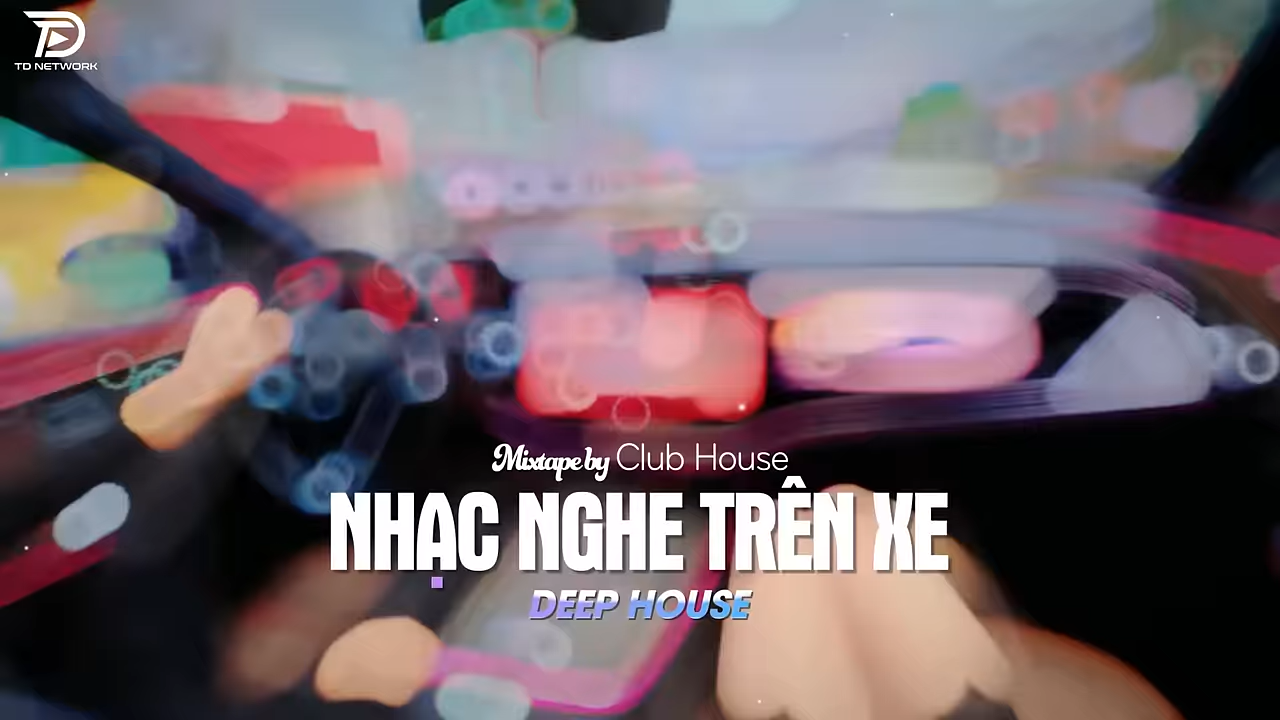 TD NETWORK
Mixtape by Club House
NHẠC NGHE TRÊN XE
DEEP HOUSE